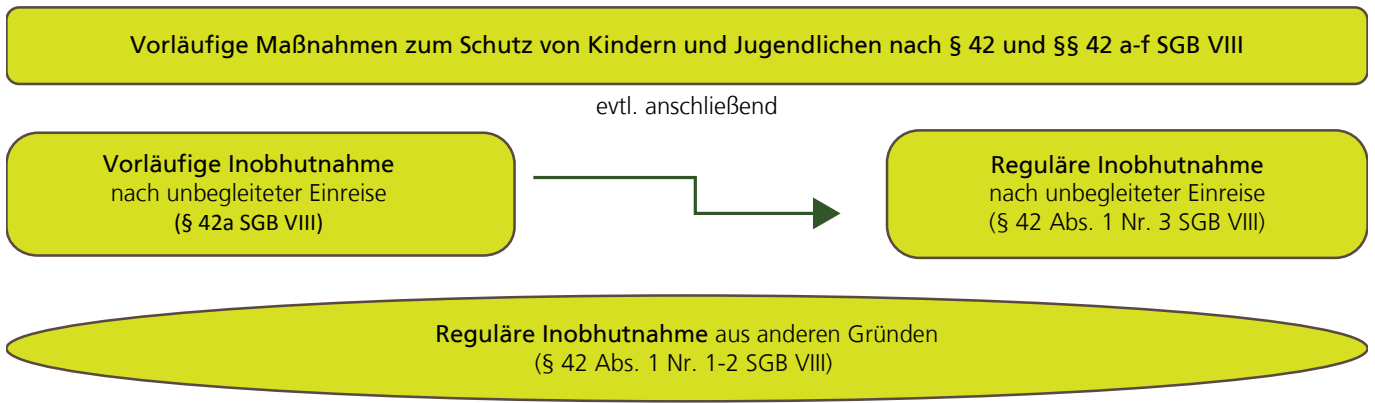 Vorläufige Maßnahmen zum Schutz von Kindern und Jugendlichen nach § 42 und §§ 42 a-f SGB VIII
evtl. anschließend
Vorläufige Inobhutnahme
nach unbegleiteter Einreise
(§ 42a SGB VIII)
Reguläre Inobhutnahme
nach unbegleiteter Einreise
(§ 42 Abs. 1 Nr. 3 SGB VIII)
Reguläre Inobhutnahme aus anderen Gründen
(§ 42 Abs. 1 Nr. 1-2 SGB VIII)